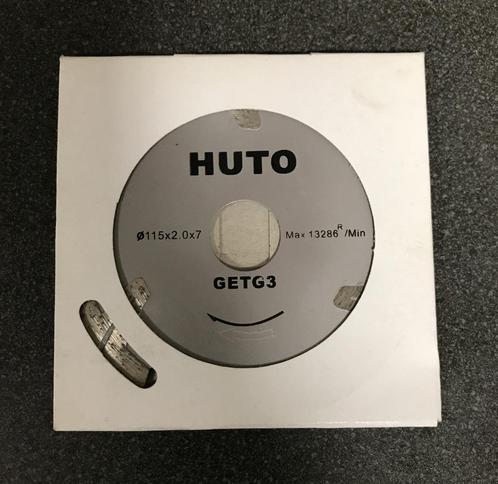 HUTO
Ø115x2.0x7
Max 13286R/Min
GETG3